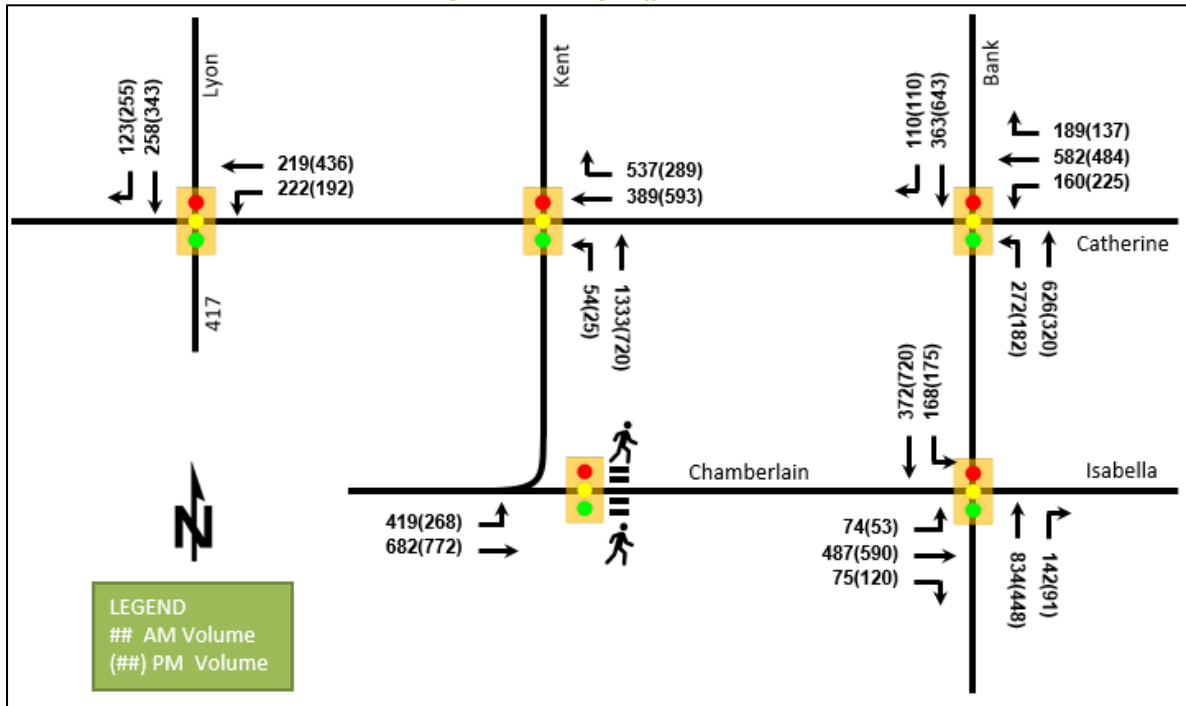 Lyon
123(255)
258(343)
219(436)
222(192)
417
Kent
537(289)
389(593)
54(25)
1333(720)
Bank
110(110)
363(643)
189(137)
582(484)
160(225)
Catherine
272(182)
626(320)
372(720)
168(175)
Chamberlain
Isabella
419(268)
682(772)
74(53)
487(590)
75(120)
834(448)
142(91)
N
LEGEND
## AM Volume
(##) PM Volume